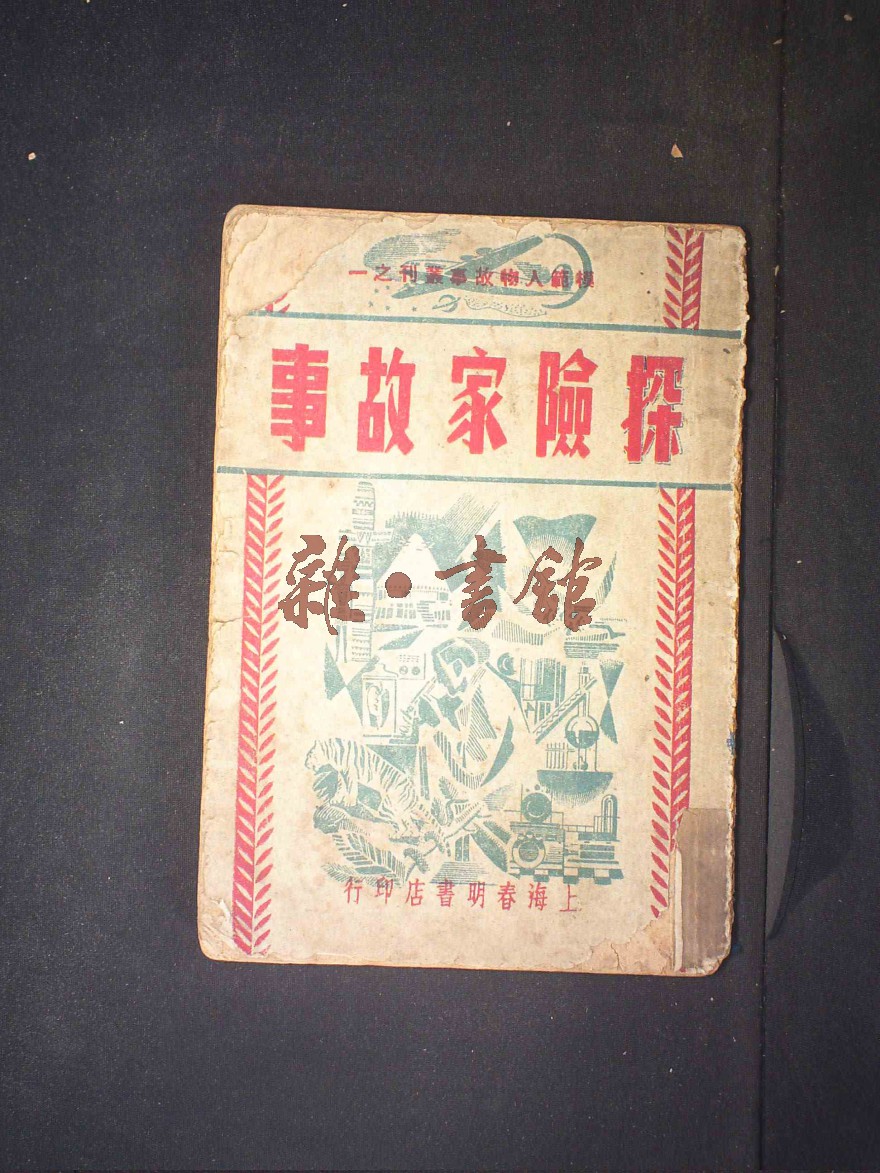 模範人物故事叢刊之一
探險家故事
雜·書館
上海春明書店印行